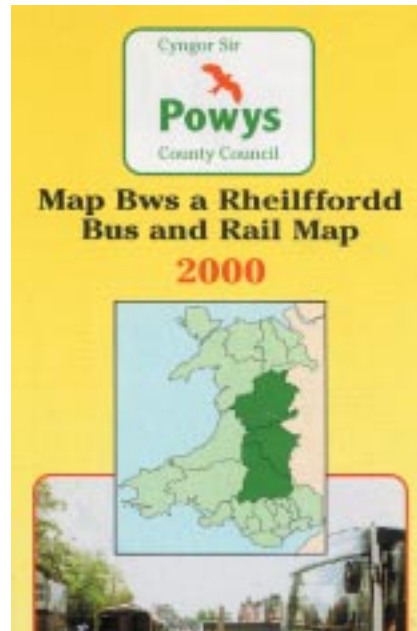 Cyngor Sir
Powys
County Council
Map Bws a Rheilffordd
Bus and Rail Map
2000